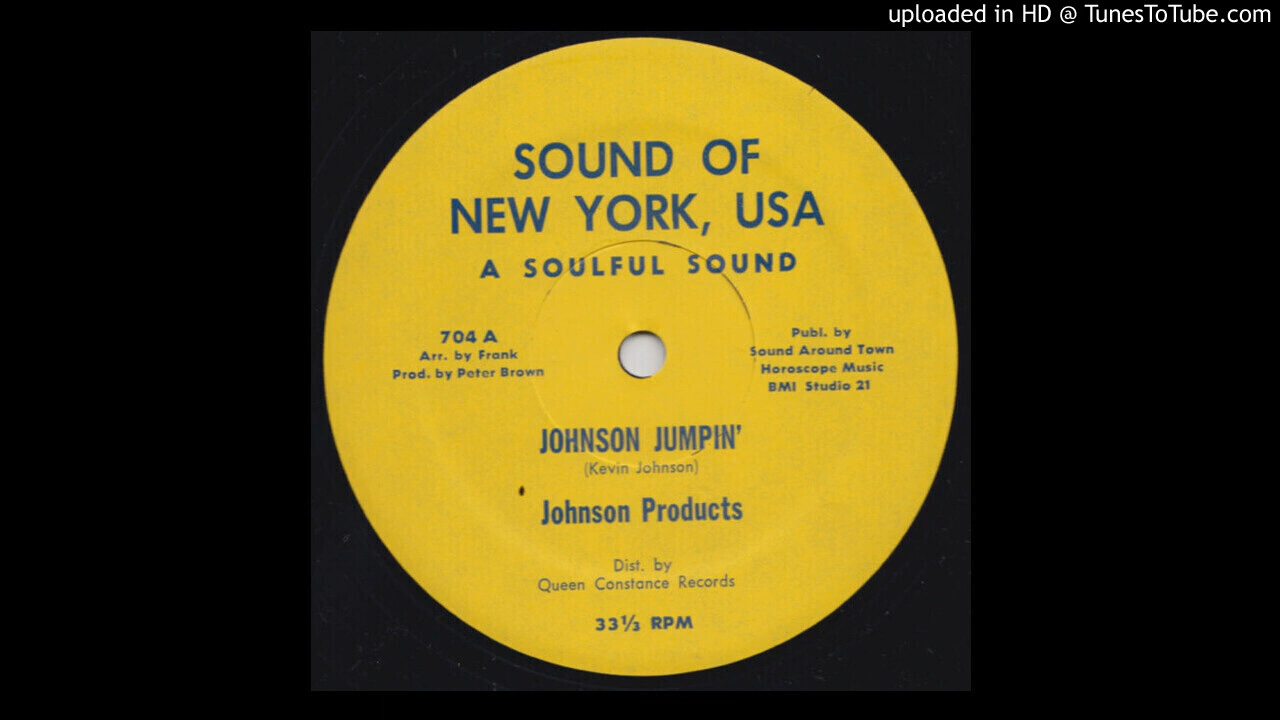 uploaded in HD @ TunesToTube.com
SOUND OF
NEW YORK, USA
A SOULFUL SOUND
704 A
Arr. by Frank
Prod. by Peter Brown
Publ. by
Sound Around Town
Horoscope Music
BMI Studio 21
JOHNSON JUMPIN'
(Kevin Johnson)
Johnson Products
Dist. by
Queen Constance Records
33⅓ RPM